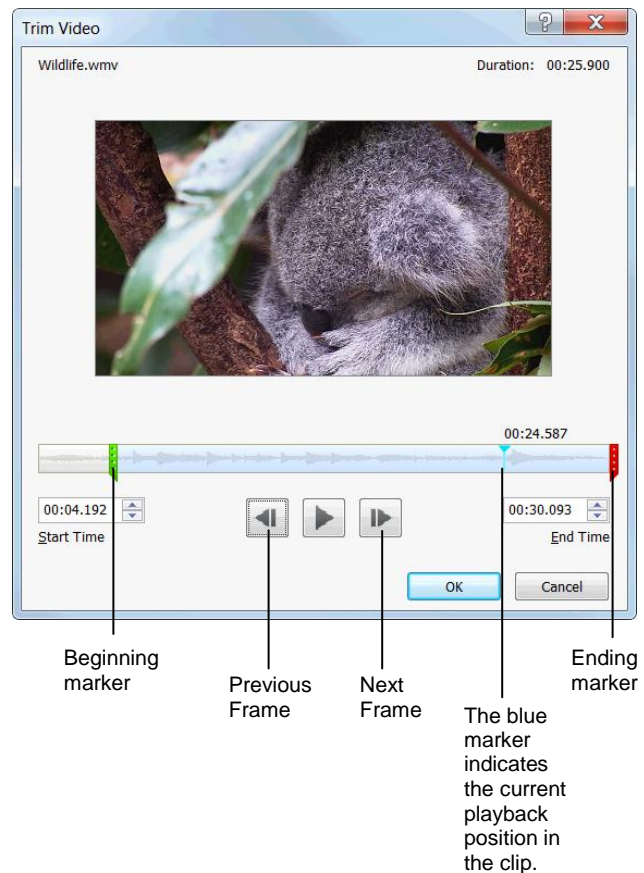 Trim Video
Wildlife.wmv
Duration: 00:25.900
00:24.587
00:04.192
00:30.093
Start Time
End Time
OK
Cancel
Beginning
marker
Previous
Frame
Next
Frame
The blue
marker
indicates
the current
playback
position in
the clip.
Ending
marker